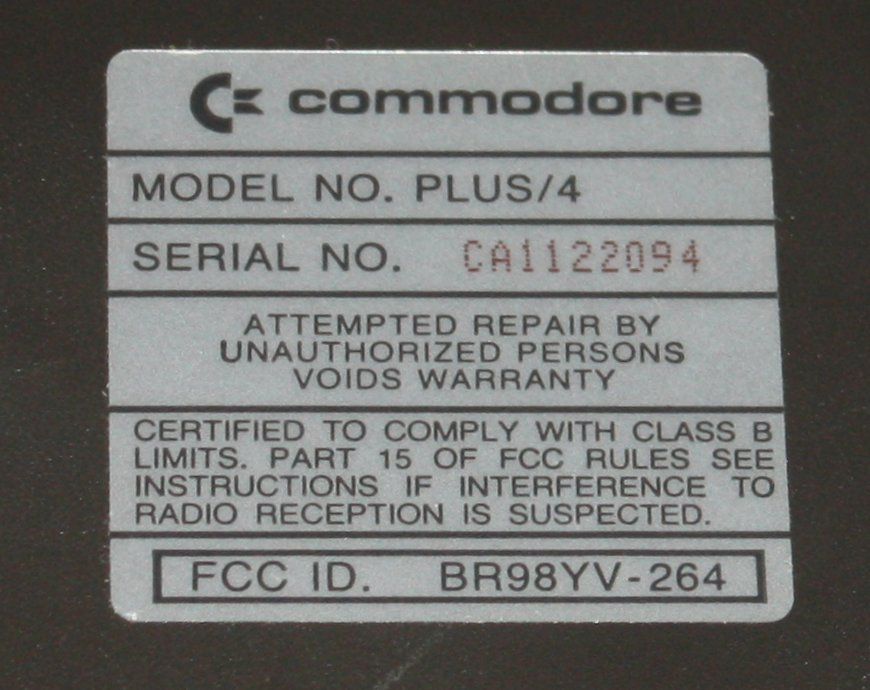 commodore
MODEL NO. PLUS/4
SERIAL NO. CA1122094
ATTEMPTED REPAIR BY
UNAUTHORIZED PERSONS
VOIDS WARRANTY
CERTIFIED TO COMPLY WITH CLASS B
LIMITS. PART 15 OF FCC RULES SEE
INSTRUCTIONS IF INTERFERENCE TO
RADIO RECEPTION IS SUSPECTED.
FCC ID. BR98YV-264